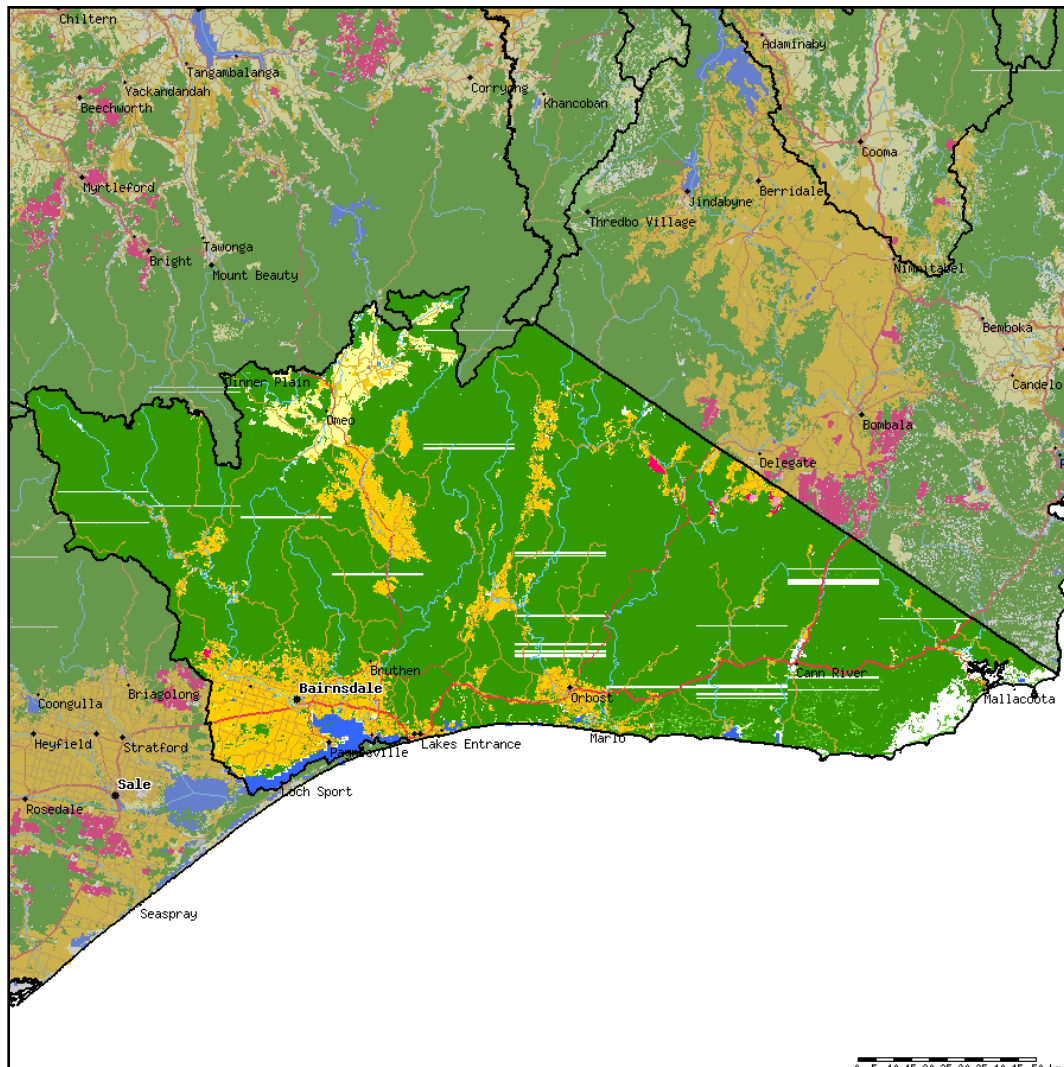 Chiltern
Adaminaby
Tangambalanga
Yackandandah
Corryong
Khancoban
Beechworth
Cooma
Myrtleford
Berridale
Jindabyne
Thredbo Village
Tawonga
Bright
Mount Beauty
Nimmitabel
Bemboka
Dinner Plain
Candelo
Omeo
Bombala
Delegate
Bruthen
Cann River
Briagolong
Bairnsdale
Coongulla
Orbost
Mallacoota
Heyfield
Stratford
Lakes Entrance
Marlo
Paynesville
Sale
Loch Sport
Rosedale
Seaspray